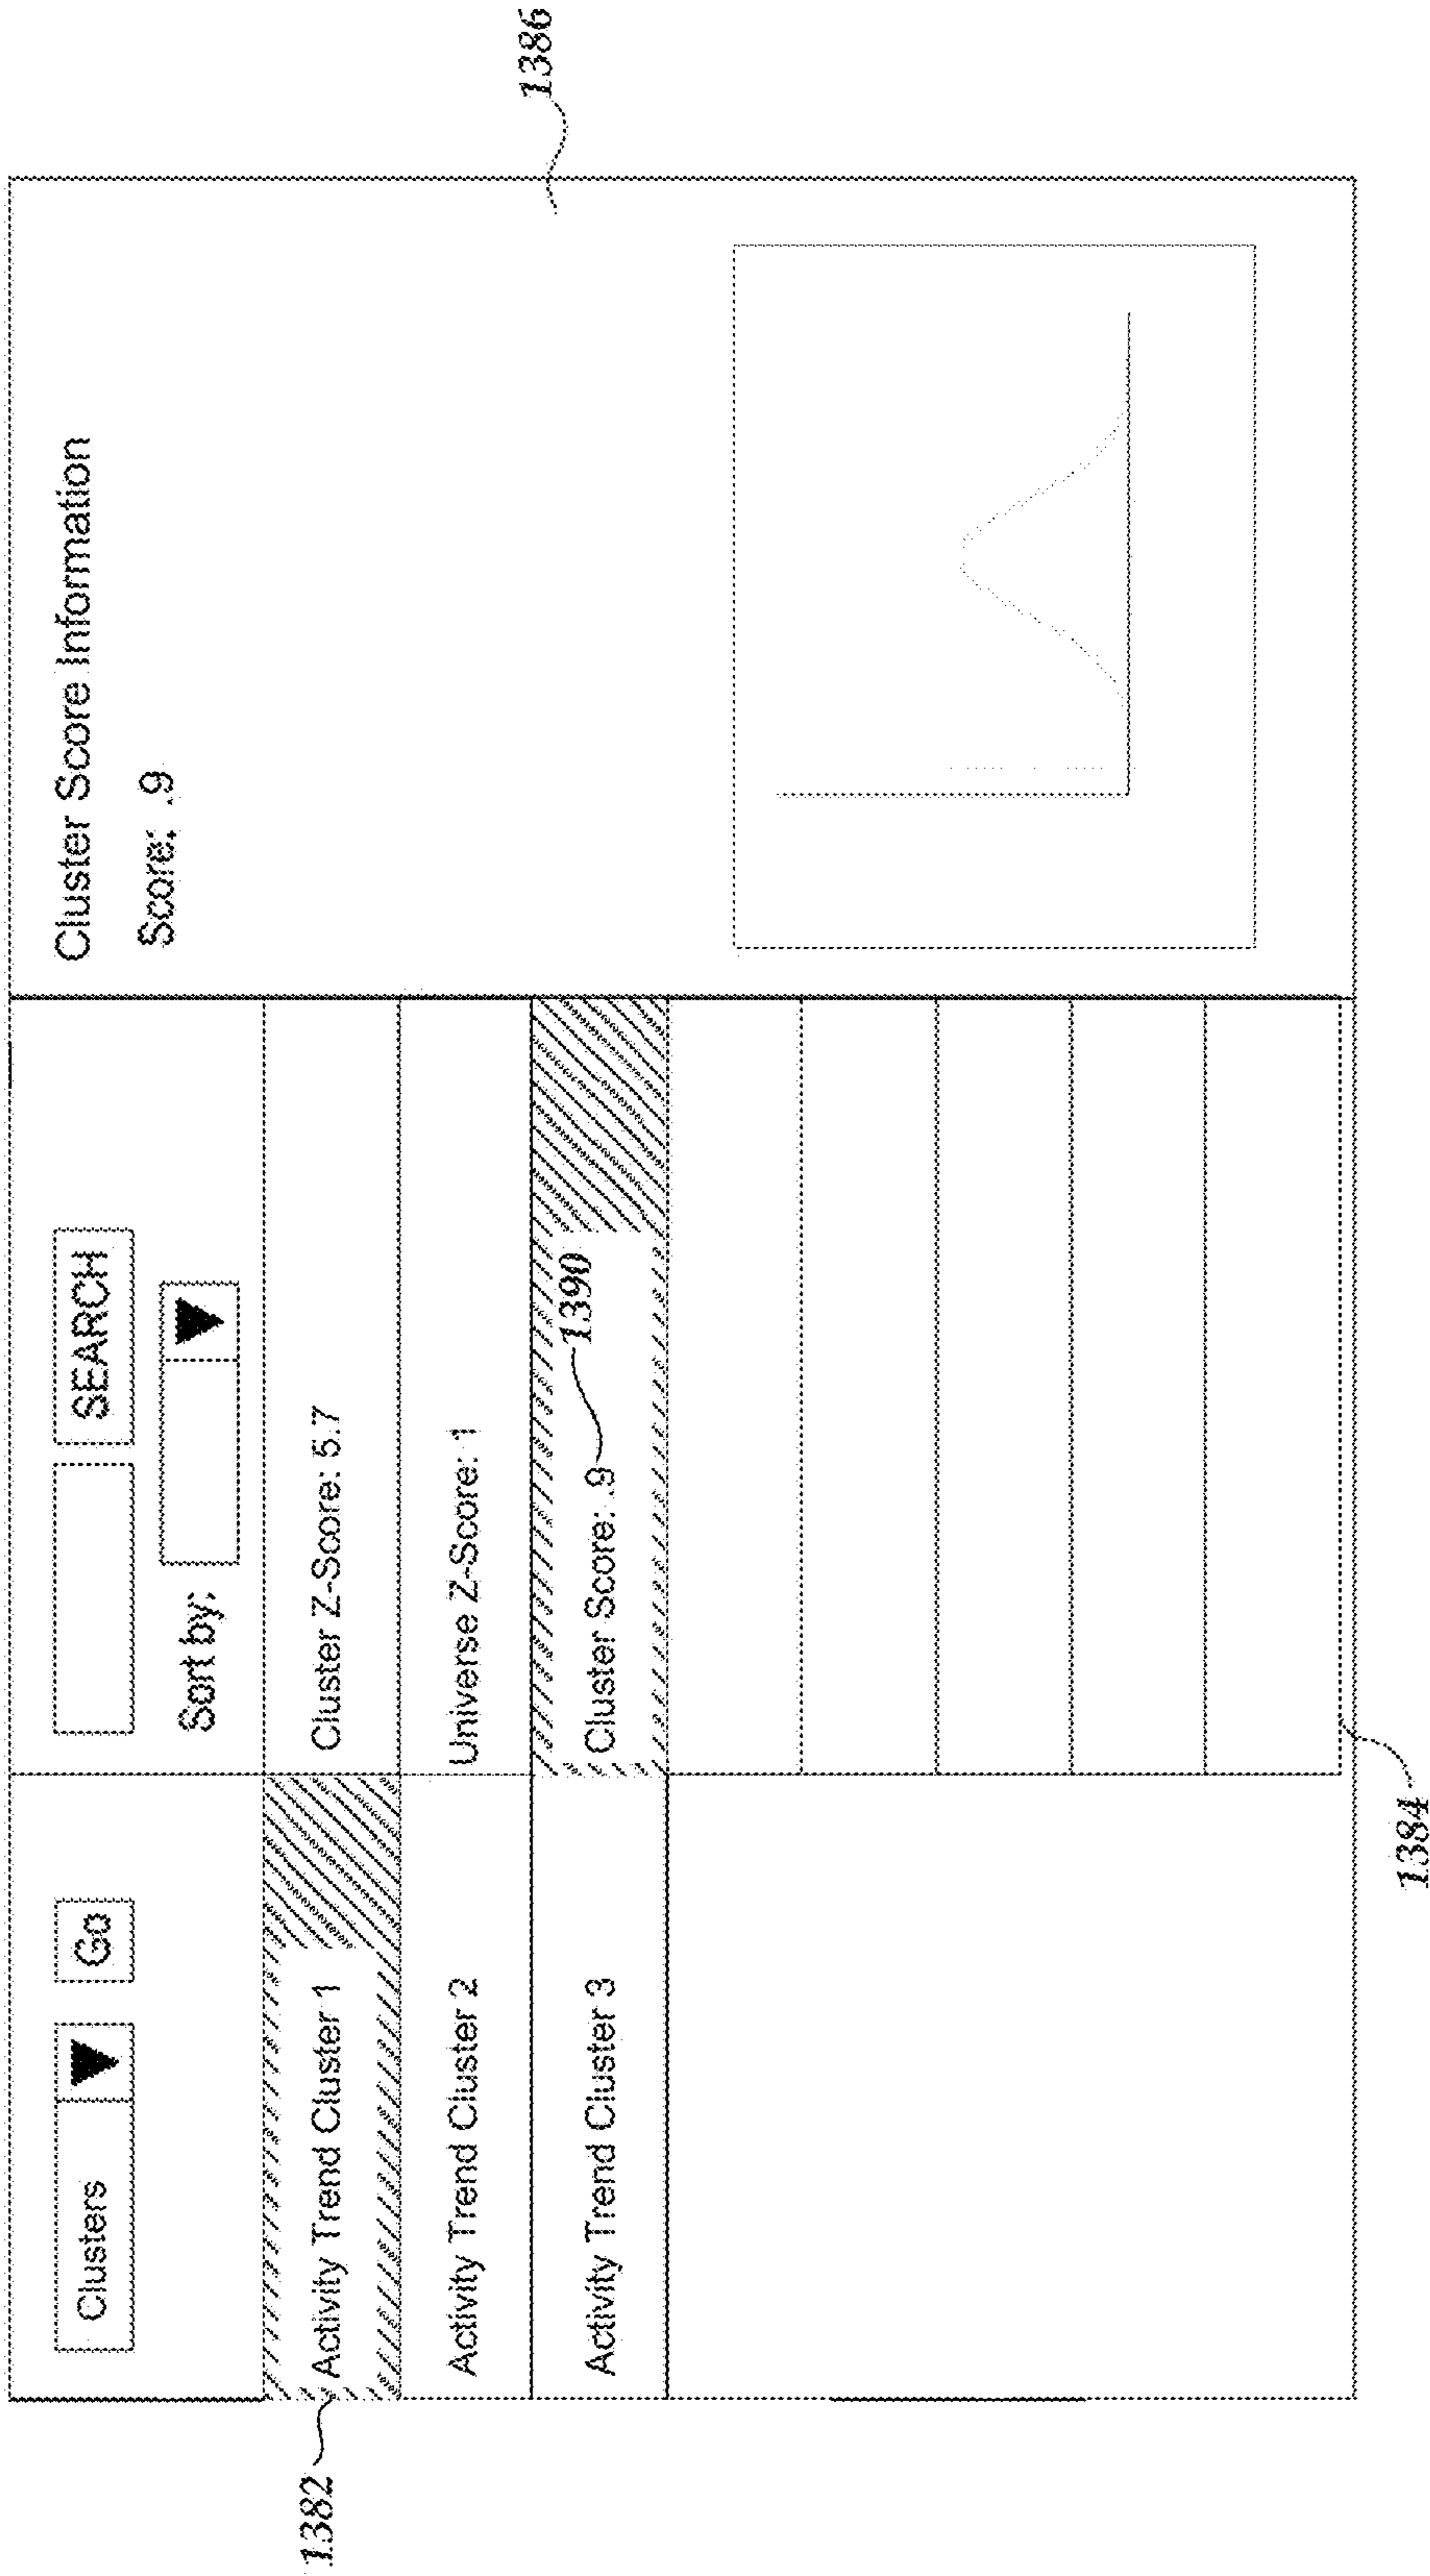 Clusters
Go
SEARCH
Sort by:
Cluster Score Information
Score: .9
1386
1382
Activity Trend Cluster 1
Cluster Z-Score: 5.7
Activity Trend Cluster 2
Universe Z-Score: 1
Activity Trend Cluster 3
Cluster Score: .9
1390
1384